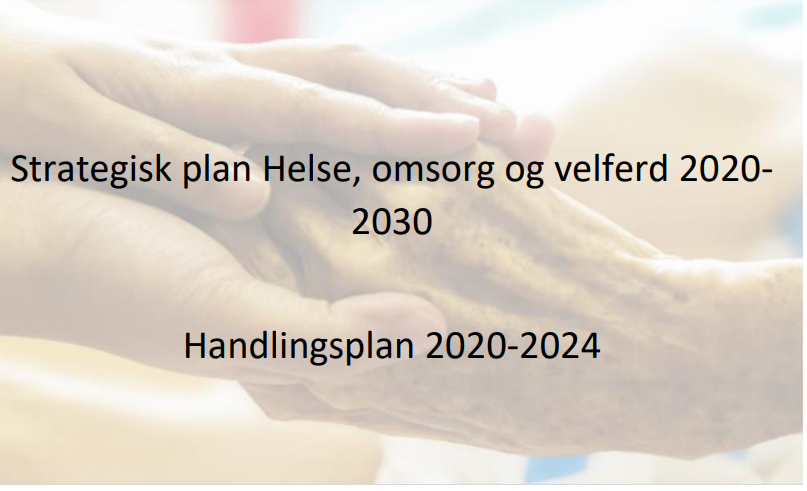 Strategisk plan Helse, omsorg og velferd 2020-
2030
Handlingsplan 2020-2024